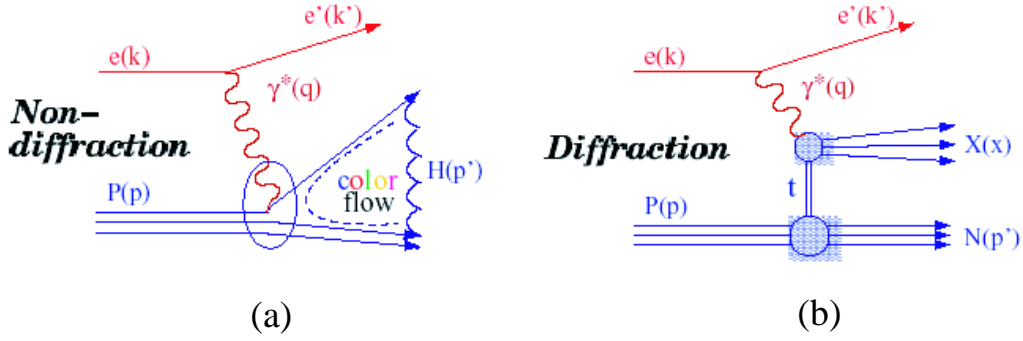 e’(k’)
e(k)
γ*(q)
Non-
diffraction
P(p)
color
flow
H(p’)
(a)
e’(k’)
e(k)
γ*(q)
Diffraction
X(x)
t
P(p)
N(p’)
(b)